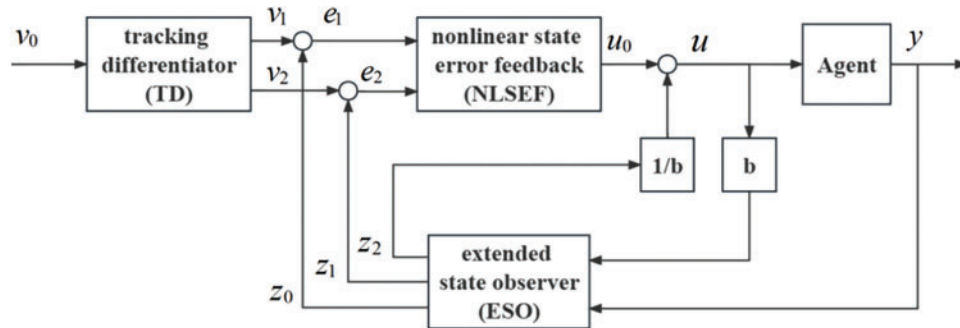 v₀
tracking
differentiator
(TD)
v₁
v₂
e₁
e₂
nonlinear state
error feedback
(NLSEF)
u₀
u
Agent
y
1/b
b
z₂
z₁
z₀
extended
state observer
(ESO)